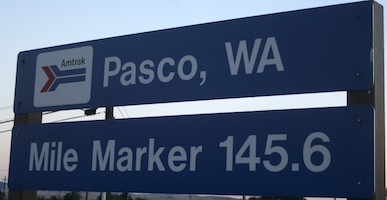 Amtrak
Pasco, WA
Mile Marker 145.6